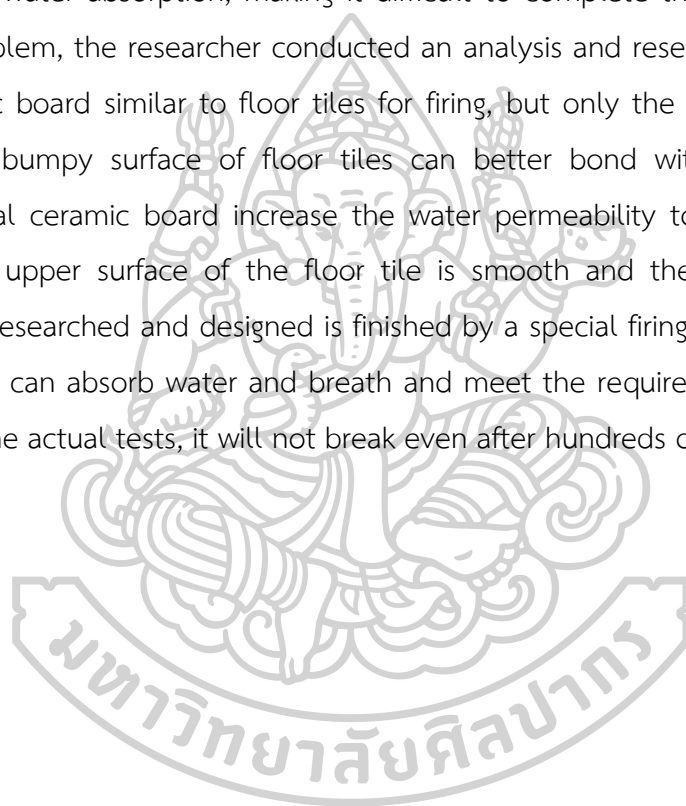 water absorption, making it difficult to complete
blem, the researcher conducted an analysis and rese
c board similar to floor tiles for firing, but only the
bumpy surface of floor tiles can better bond wit
al ceramic board increase the water permeability to
upper surface of the floor tile is smooth and the
esearched and designed is finished by a special firing
can absorb water and breath and meet the require
he actual tests, it will not break even after hundreds
มหาวิทยาลัยศิลปากร